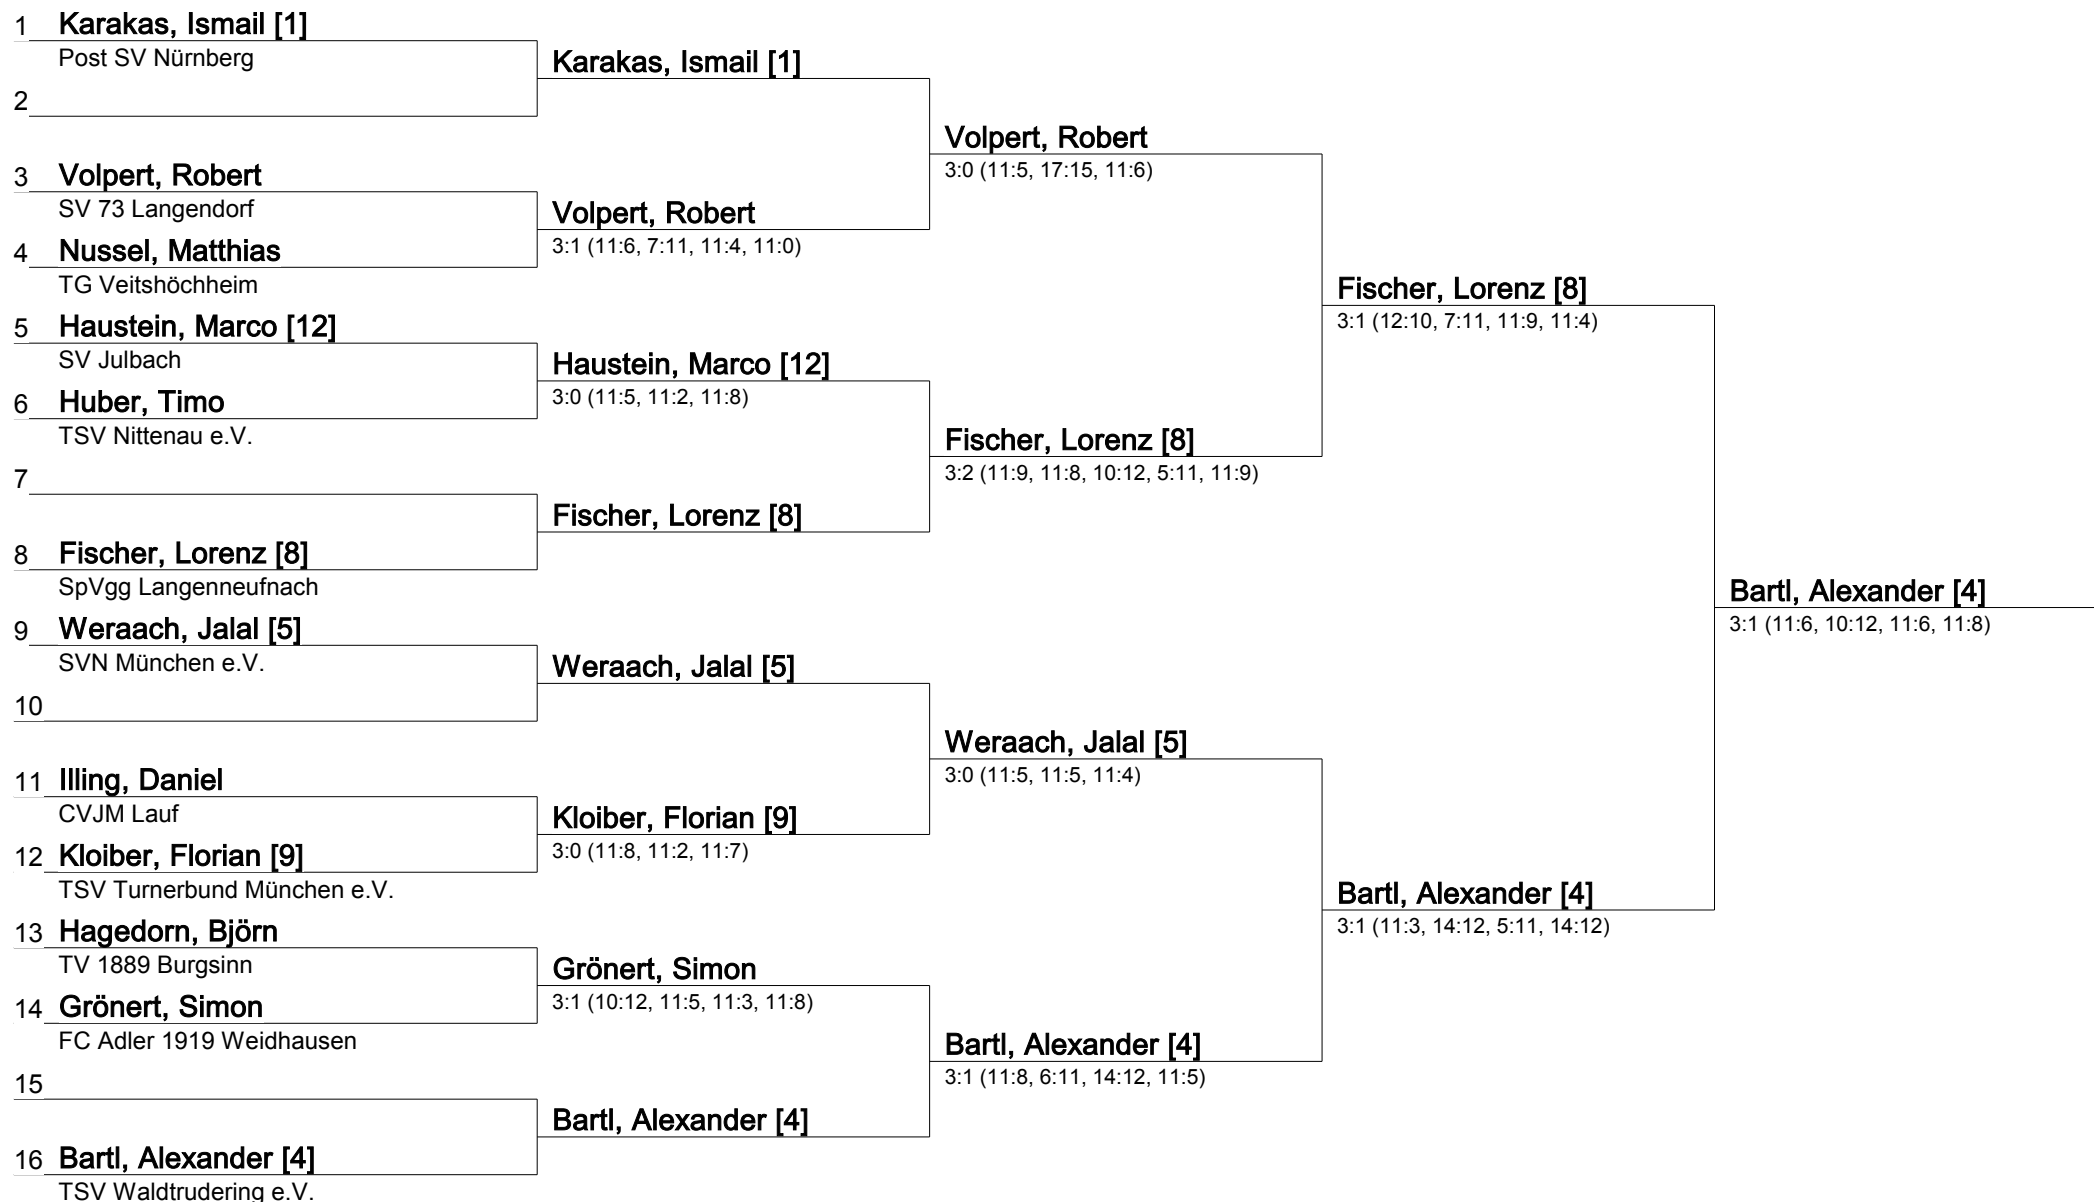 1 Karakas, Ismail [1]
Post SV Nürnberg
2
3 Volpert, Robert
SV 73 Langendorf
4 Nussel, Matthias
TG Veitshöchheim
5 Haustein, Marco [12]
SV Julbach
6 Huber, Timo
TSV Nittenau e.V.
7
8 Fischer, Lorenz [8]
SpVgg Langenneufnach
9 Weraach, Jalal [5]
SVN München e.V.
10
11 Illing, Daniel
CVJM Lauf
12 Kloiber, Florian [9]
TSV Turnerbund München e.V.
13 Hagedorn, Björn
TV 1889 Burgsinn
14 Grönert, Simon
FC Adler 1919 Weidhausen
15
16 Bartl, Alexander [4]
TSV Waldtrudering e.V.
Karakas, Ismail [1]
Volpert, Robert
3:1 (11:6, 7:11, 11:4, 11:0)
Haustein, Marco [12]
3:0 (11:5, 11:2, 11:8)
Fischer, Lorenz [8]
Weraach, Jalal [5]
Kloiber, Florian [9]
3:0 (11:8, 11:2, 11:7)
Grönert, Simon
3:1 (10:12, 11:5, 11:3, 11:8)
Bartl, Alexander [4]
Volpert, Robert
3:0 (11:5, 17:15, 11:6)
Fischer, Lorenz [8]
3:2 (11:9, 11:8, 10:12, 5:11, 11:9)
Weraach, Jalal [5]
3:0 (11:5, 11:5, 11:4)
Bartl, Alexander [4]
3:1 (11:8, 6:11, 14:12, 11:5)
Fischer, Lorenz [8]
3:1 (12:10, 7:11, 11:9, 11:4)
Bartl, Alexander [4]
3:1 (11:3, 14:12, 5:11, 14:12)
Bartl, Alexander [4]
3:1 (11:6, 10:12, 11:6, 11:8)